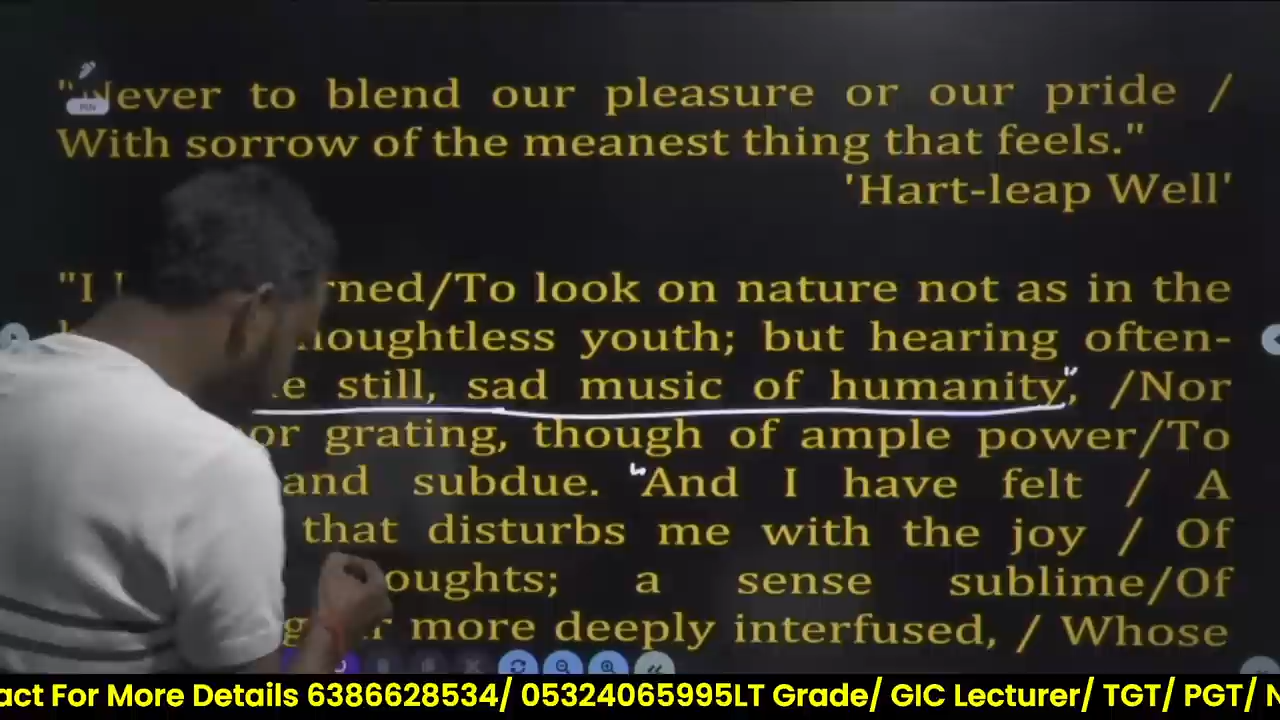 PEN
"Never to blend our pleasure or our pride /
With sorrow of the meanest thing that feels."
'Hart-leap Well'
"I rned/To look on nature not as in the
houghtless youth; but hearing often-
e still, sad music of humanity", /Nor
or grating, though of ample power/To
and subdue. "And I have felt / A
that disturbs me with the joy / Of
oughts; a sense sublime/Of
more deeply interfused, / Whose
act For More Details 6386628534/ 05324065995LT Grade/ GIC Lecturer/ TGT/ PGT/ N